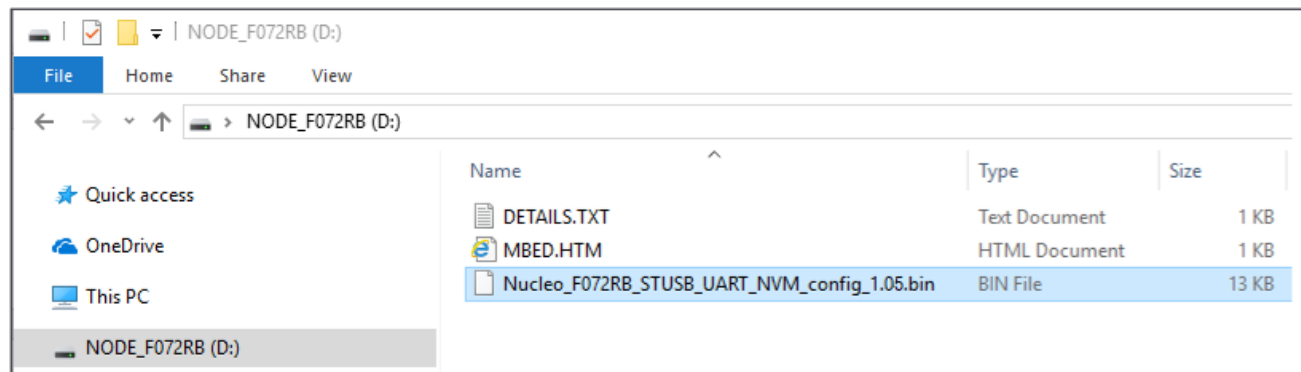 NODE_F072RB (D:)
File Home Share View
NODE_F072RB (D:)
Quick access
OneDrive
This PC
NODE_F072RB (D:)
Name Type Size
DETAILS.TXT Text Document 1 KB
MBED.HTM HTML Document 1 KB
Nucleo_F072RB_STUSB_UART_NVM_config_1.05.bin BIN File 13 KB